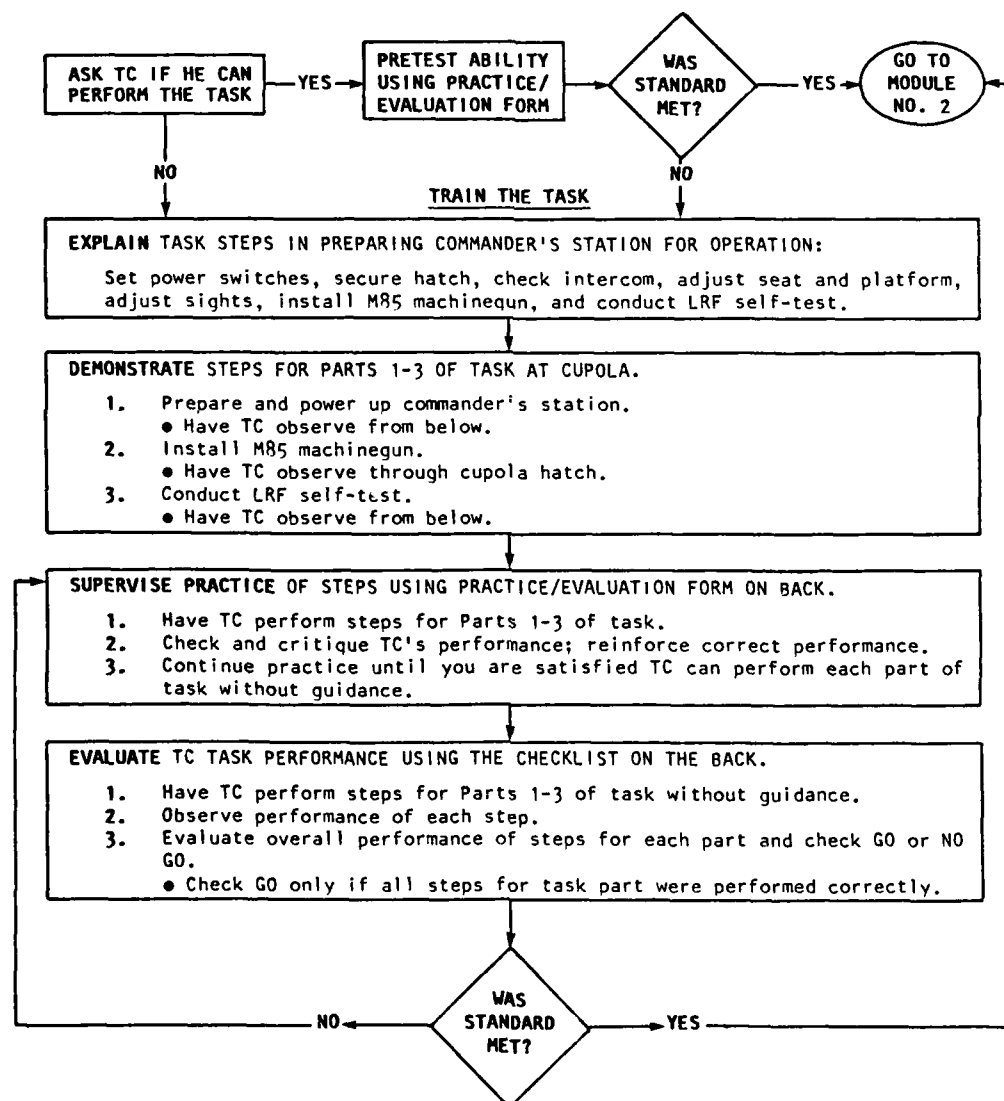 ASK TC IF HE CAN
PERFORM THE TASK
YES
PRETEST ABILITY
USING PRACTICE/
EVALUATION FORM
WAS
STANDARD
MET?
YES
GO TO
MODULE
NO. 2
NO
NO
TRAIN THE TASK
EXPLAIN TASK STEPS IN PREPARING COMMANDER'S STATION FOR OPERATION:
Set power switches, secure hatch, check intercom, adjust seat and platform,
adjust sights, install M85 machinegun, and conduct LRF self-test.
DEMONSTRATE STEPS FOR PARTS 1-3 OF TASK AT CUPOLA.
1. Prepare and power up commander's station.
● Have TC observe from below.
2. Install M85 machinegun.
● Have TC observe through cupola hatch.
3. Conduct LRF self-test.
● Have TC observe from below.
SUPERVISE PRACTICE OF STEPS USING PRACTICE/EVALUATION FORM ON BACK.
1. Have TC perform steps for Parts 1-3 of task.
2. Check and critique TC's performance; reinforce correct performance.
3. Continue practice until you are satisfied TC can perform each part of
task without guidance.
EVALUATE TC TASK PERFORMANCE USING THE CHECKLIST ON THE BACK.
1. Have TC perform steps for Parts 1-3 of task without guidance.
2. Observe performance of each step.
3. Evaluate overall performance of steps for each part and check GO or NO
GO.
● Check GO only if all steps for task part were performed correctly.
WAS
STANDARD
MET?
NO
YES